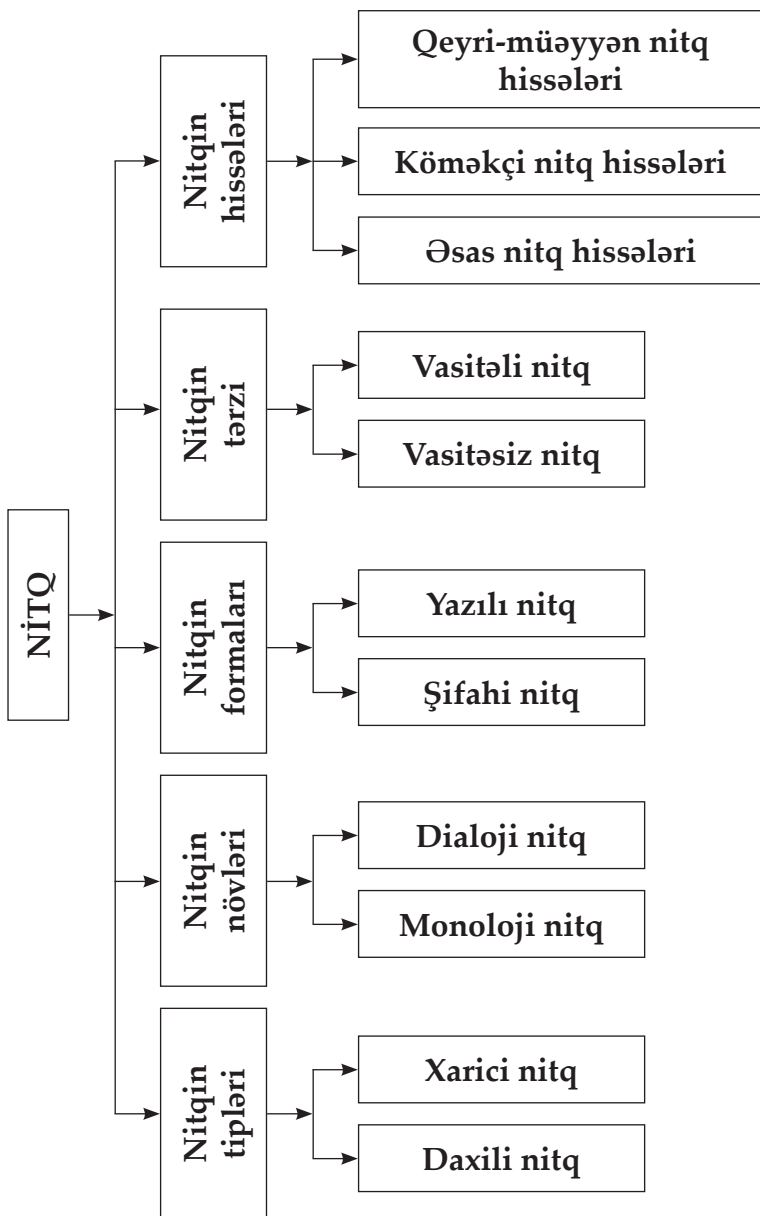 NİTQ
Nitqin
hissələri
Qeyri-müəyyən nitq
hissələri
Köməkçi nitq hissələri
Əsas nitq hissələri
Nitqin
tərzi
Vasitəli nitq
Vasitəsiz nitq
Nitqin
formaları
Yazılı nitq
Şifahi nitq
Nitqin
növləri
Dialoji nitq
Monoloji nitq
Nitqin
tipləri
Xarici nitq
Daxili nitq